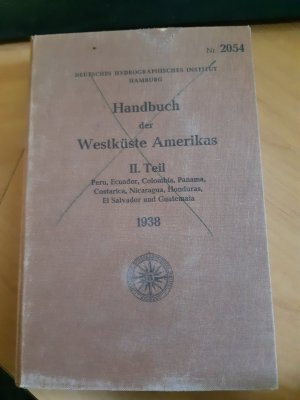 Nr. 2054
DEUTSCHES HYDROGRAPHISCHES INSTITUT
HAMBURG
Handbuch
der
Westküste Amerikas
II. Teil
Peru, Ecuador, Colombia, Panama,
Costarica, Nicaragua, Honduras,
El Salvador und Guatemala
1938